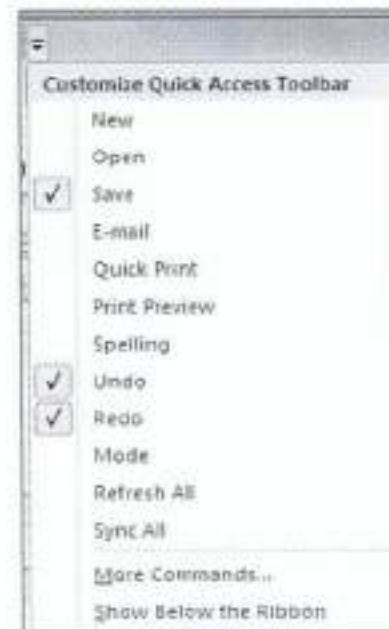 Customize Quick Access Toolbar
New
Open
Save
E-mail
Quick Print
Print Preview
Spelling
Undo
Redo
Mode
Refresh All
Sync All
More Commands...
Show Below the Ribbon